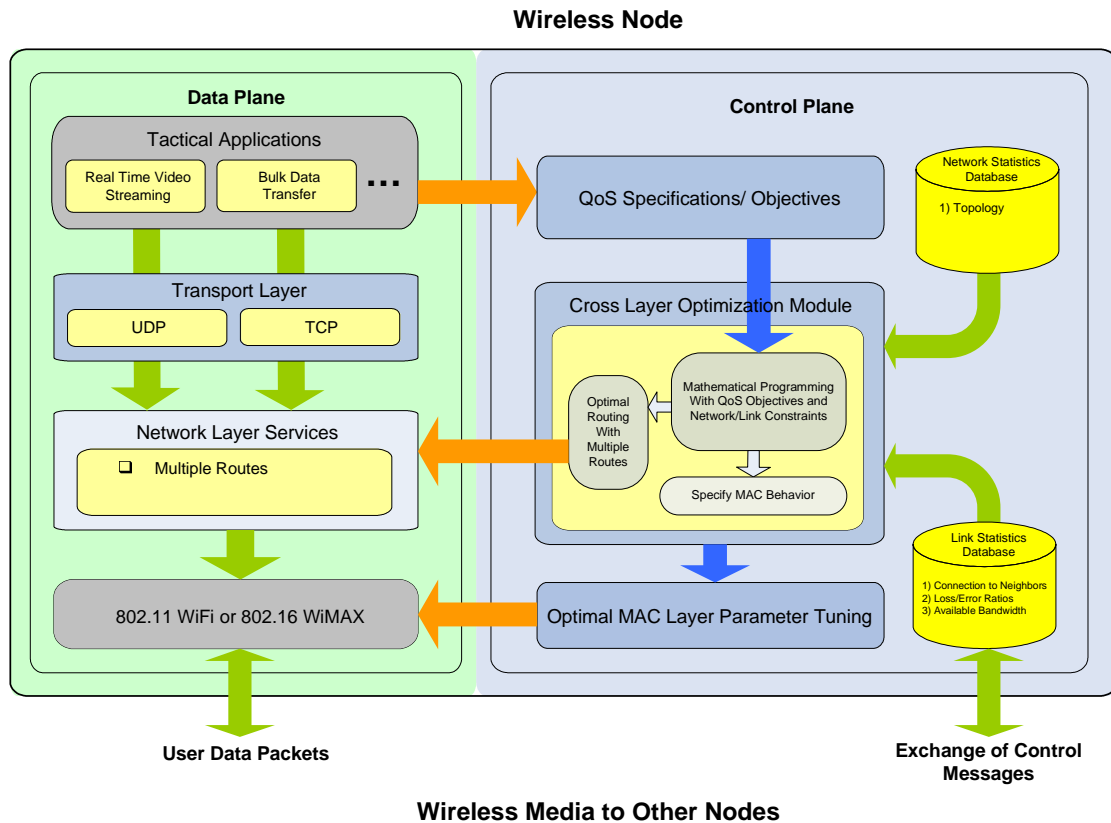 Wireless Node
Data Plane
Tactical Applications
Real Time Video
Streaming
Bulk Data
Transfer
...
Transport Layer
UDP
TCP
Network Layer Services
❑ Multiple Routes
802.11 WiFi or 802.16 WiMAX
User Data Packets
Control Plane
QoS Specifications/ Objectives
Network Statistics
Database
1) Topology
Cross Layer Optimization Module
Mathematical Programming
With QoS Objectives and
Network/Link Constraints
Optimal
Routing
With
Multiple
Routes
Specify MAC Behavior
Link Statistics
Database
1) Connection to Neighbors
2) Loss/Error Ratios
3) Available Bandwidth
Optimal MAC Layer Parameter Tuning
Exchange of Control
Messages
Wireless Media to Other Nodes